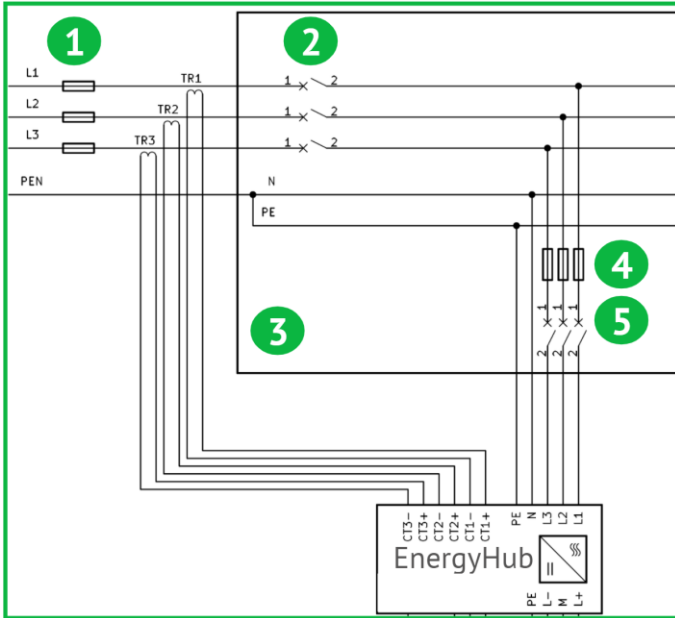 1
2
L1
TR1
1
2
L2
TR2
1
2
L3
TR3
1
2
PEN
N
PE
4
1
1
1
5
3
2
2
2
CT3-
CT3+
CT2-
CT2+
CT1-
CT1+
PE
N
L3
L2
L1
EnergyHub
PE
L-
M
L+